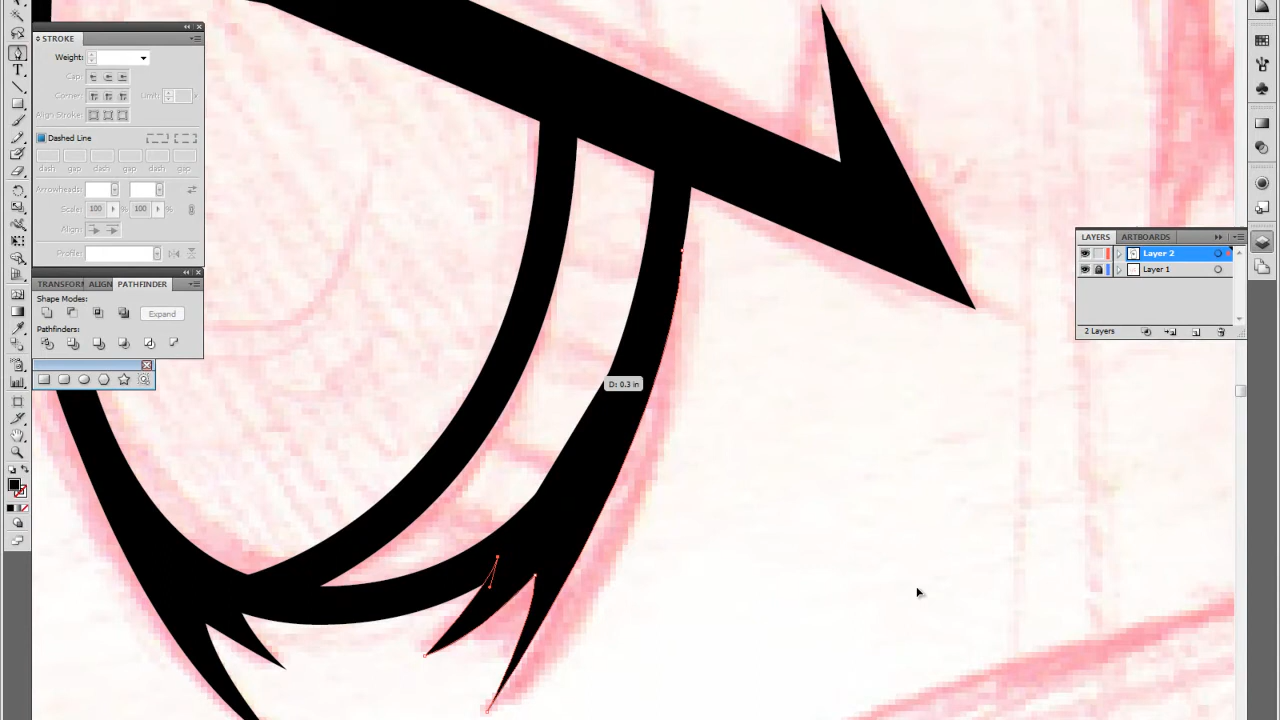 STROKE
Weight:
Cap:
Corner:
Limit:
Align Stroke:
Dashed Line
dash gap dash gap dash gap
Arrowheads:
Scale: 100 % 100 %
Align:
Profile:
TRANSFORM ALIGN PATHFINDER
Shape Modes:
Expand
Pathfinders:
D: 0.3 in
LAYERS ARTBOARDS
Layer 2
Layer 1
2 Layers